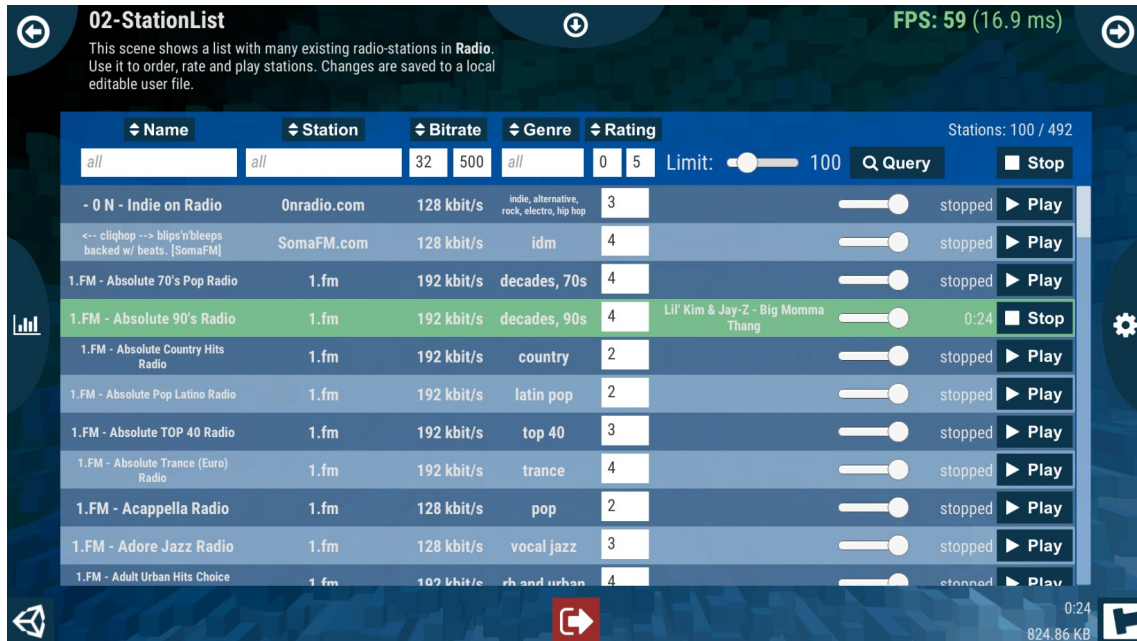 02-StationList
FPS: 59 (16.9 ms)
This scene shows a list with many existing radio-stations in Radio.
Use it to order, rate and play stations. Changes are saved to a local
editable user file.
Name Station Bitrate Genre Rating Stations: 100 / 492
all all 32 500 all 0 5 Limit: 100 Query Stop
- 0 N - Indie on Radio 0nradio.com 128 kbit/s indie, alternative, 3 stopped Play
rock, electro, hip hop
<-- cliqhop --> blips'n'bleeps SomaFM.com 128 kbit/s idm 4 stopped Play
backed w/ beats. [SomaFM]
1.FM - Absolute 70's Pop Radio 1.fm 192 kbit/s decades, 70s 4 stopped Play
1.FM - Absolute 90's Radio 1.fm 192 kbit/s decades, 90s 4 Lil' Kim & Jay-Z - Big Momma 0:24 Stop
Thang
1.FM - Absolute Country Hits 1.fm 192 kbit/s country 2 stopped Play
Radio
1.FM - Absolute Pop Latino Radio 1.fm 192 kbit/s latin pop 2 stopped Play
1.FM - Absolute TOP 40 Radio 1.fm 192 kbit/s top 40 3 stopped Play
1.FM - Absolute Trance (Euro) 1.fm 192 kbit/s trance 4 stopped Play
Radio
1.FM - Acappella Radio 1.fm 128 kbit/s pop 2 stopped Play
1.FM - Adore Jazz Radio 1.fm 128 kbit/s vocal jazz 3 stopped Play
1.FM - Adult Urban Hits Choice 1.fm 192 kbit/s rb and urban 4 stopped Play
0:24
824.86 KB